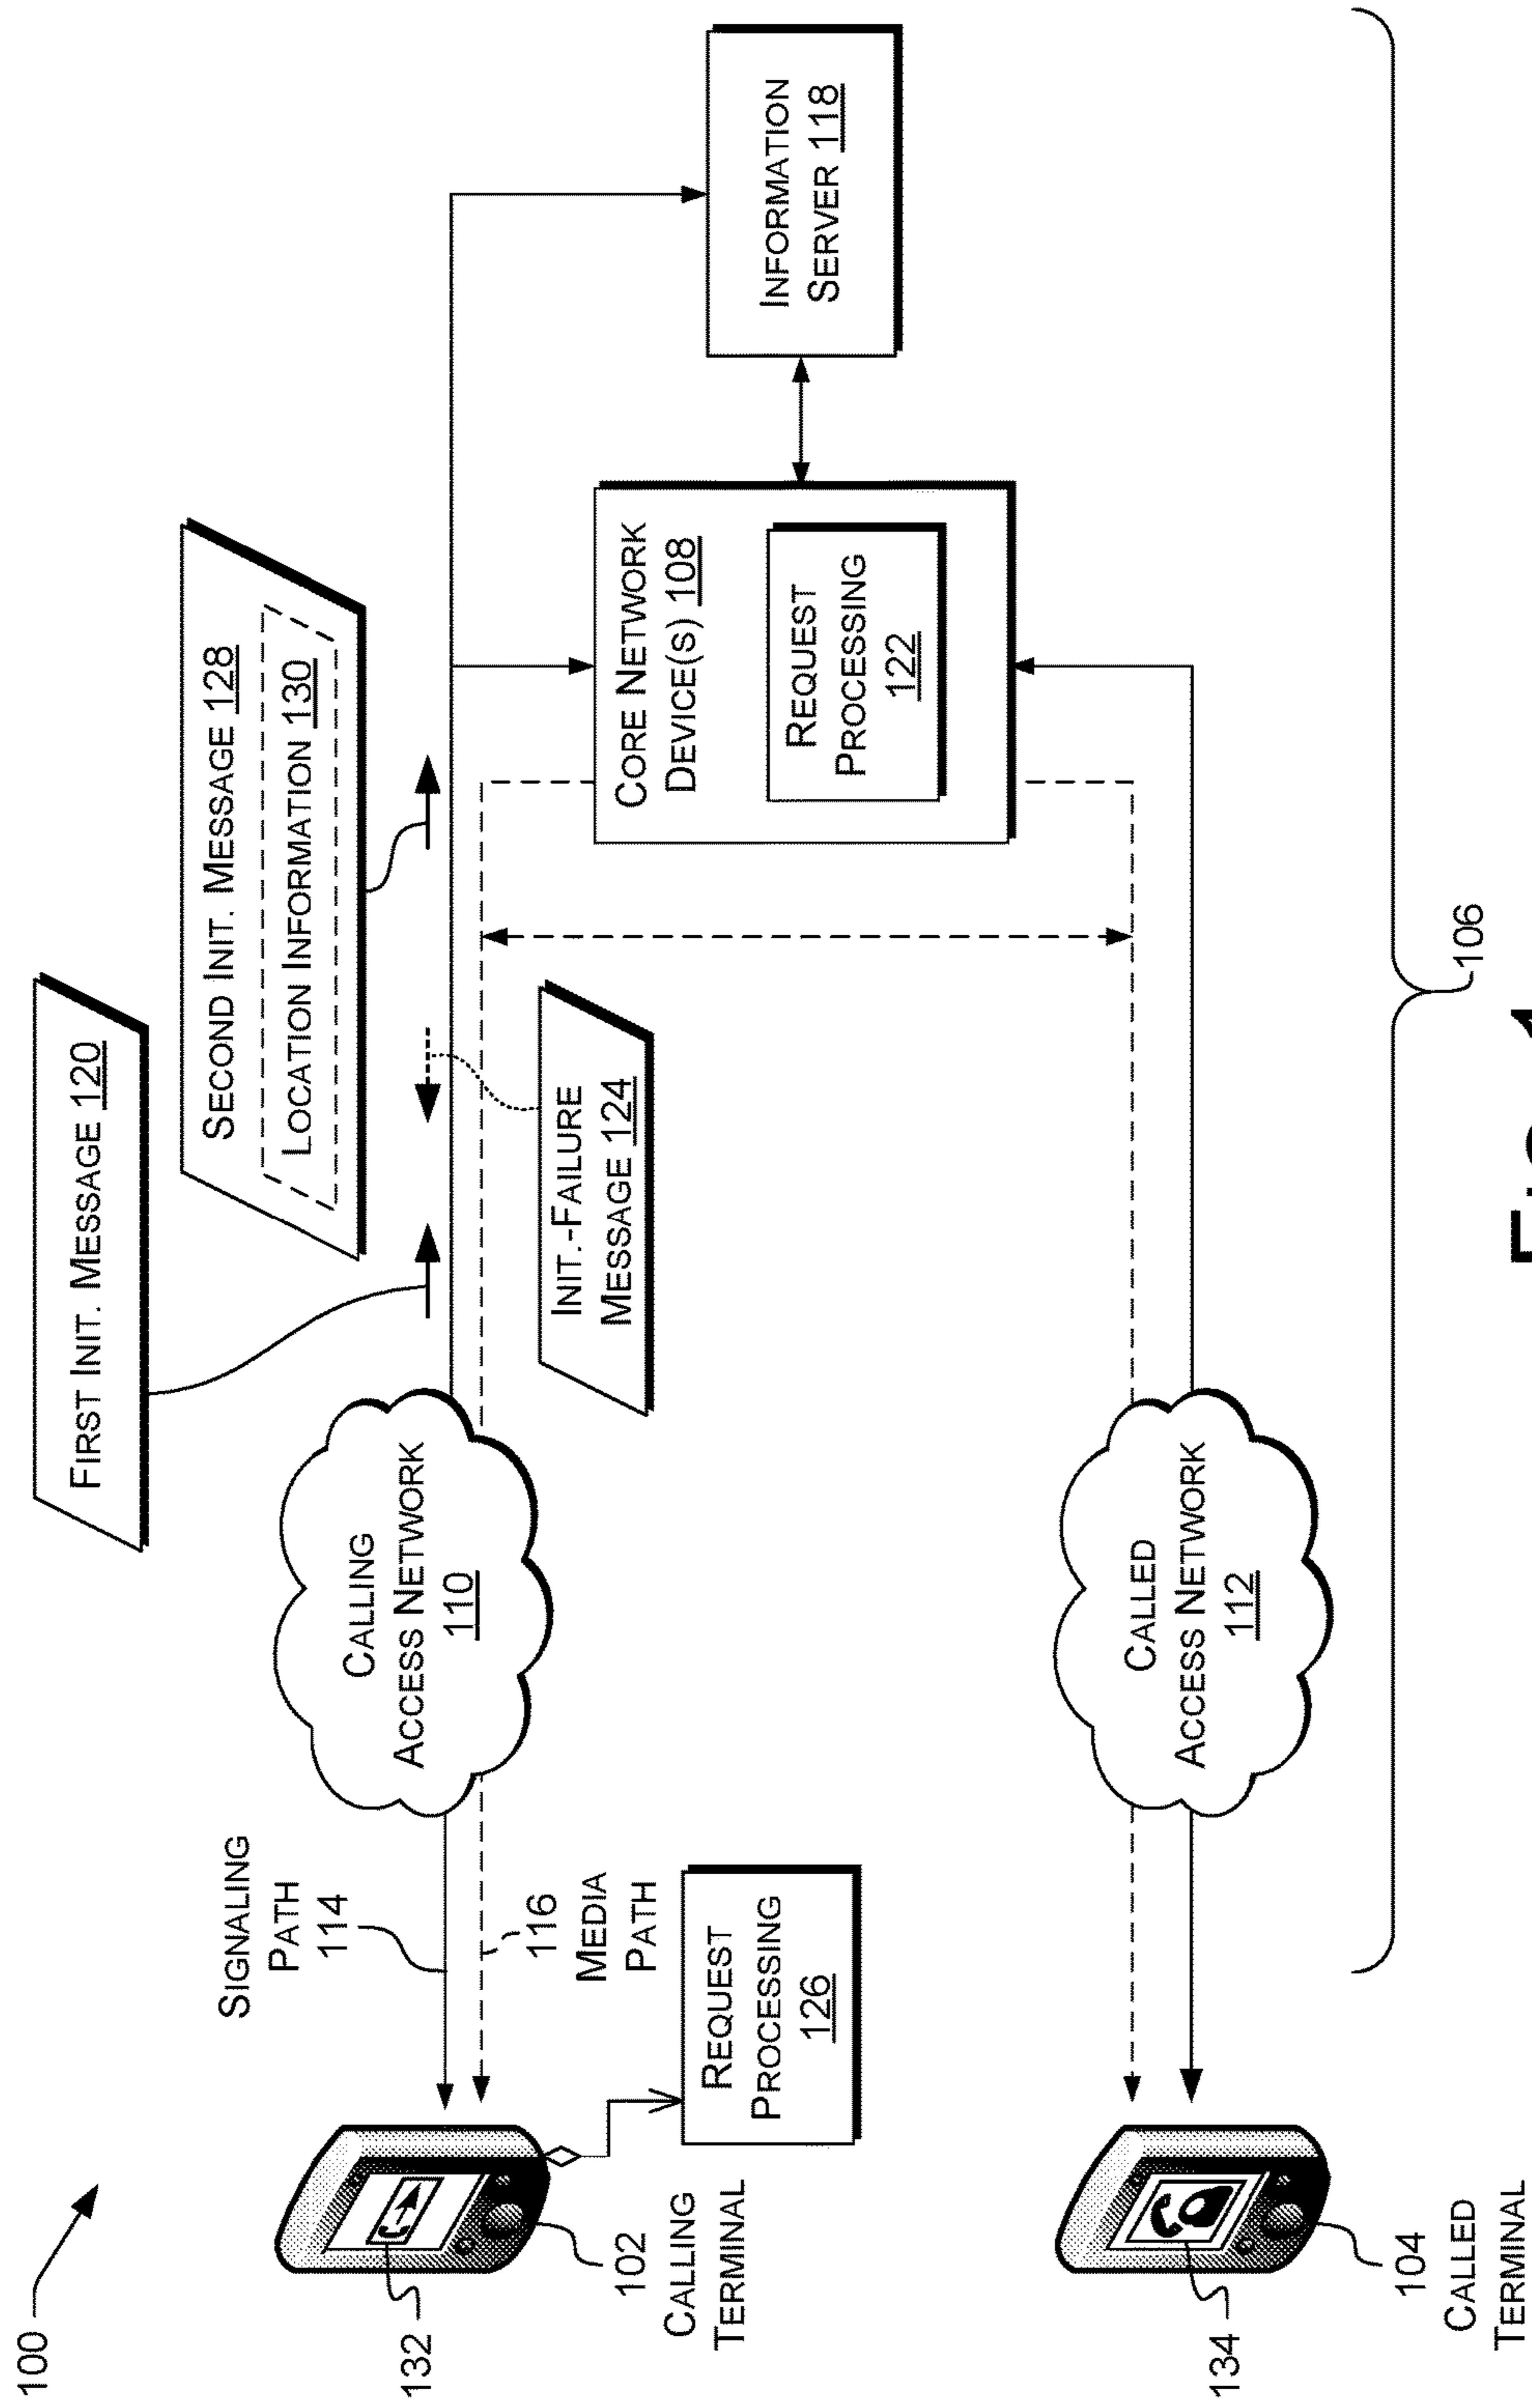 100
FIRST INIT. MESSAGE 120
SECOND INIT. MESSAGE 128
LOCATION INFORMATION 130
SIGNALING
PATH
114
116
MEDIA
PATH
CALLING
ACCESS NETWORK
110
INIT.-FAILURE
MESSAGE 124
132
102
CALLING
TERMINAL
REQUEST
PROCESSING
126
CORE NETWORK
DEVICE(S) 108
REQUEST
PROCESSING
122
INFORMATION
SERVER 118
CALLED
ACCESS NETWORK
112
134
104
CALLED
TERMINAL
106